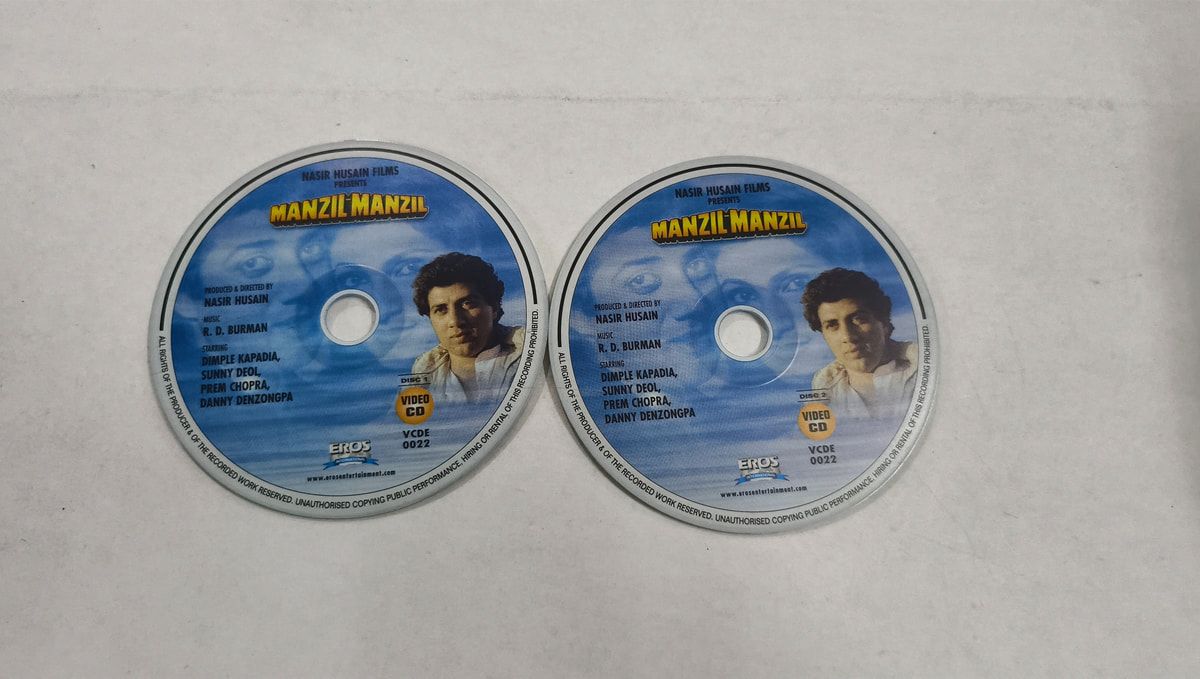 NASIR HUSAIN FILMS
PRESENTS
MANZIL MANZIL
PRODUCED & DIRECTED BY
NASIR HUSAIN
MUSIC
R. D. BURMAN
STARRING
DIMPLE KAPADIA,
SUNNY DEOL,
PREM CHOPRA,
DANNY DENZONGPA
DISC 1
VIDEO
CD
VCDE
0022
EROS
www.erosentertainment.com
ALL RIGHTS OF THE PRODUCER & OF THE RECORDED WORK RESERVED. UNAUTHORISED COPYING PUBLIC PERFORMANCE. HIRING OR RENTAL OF THIS RECORDING PROHIBITED.
NASIR HUSAIN FILMS
PRESENTS
MANZIL MANZIL
PRODUCED & DIRECTED BY
NASIR HUSAIN
MUSIC
R. D. BURMAN
STARRING
DIMPLE KAPADIA,
SUNNY DEOL,
PREM CHOPRA,
DANNY DENZONGPA
DISC 2
VIDEO
CD
VCDE
0022
EROS
www.erosentertainment.com
ALL RIGHTS OF THE PRODUCER & OF THE RECORDED WORK RESERVED. UNAUTHORISED COPYING PUBLIC PERFORMANCE. HIRING OR RENTAL OF THIS RECORDING PROHIBITED.